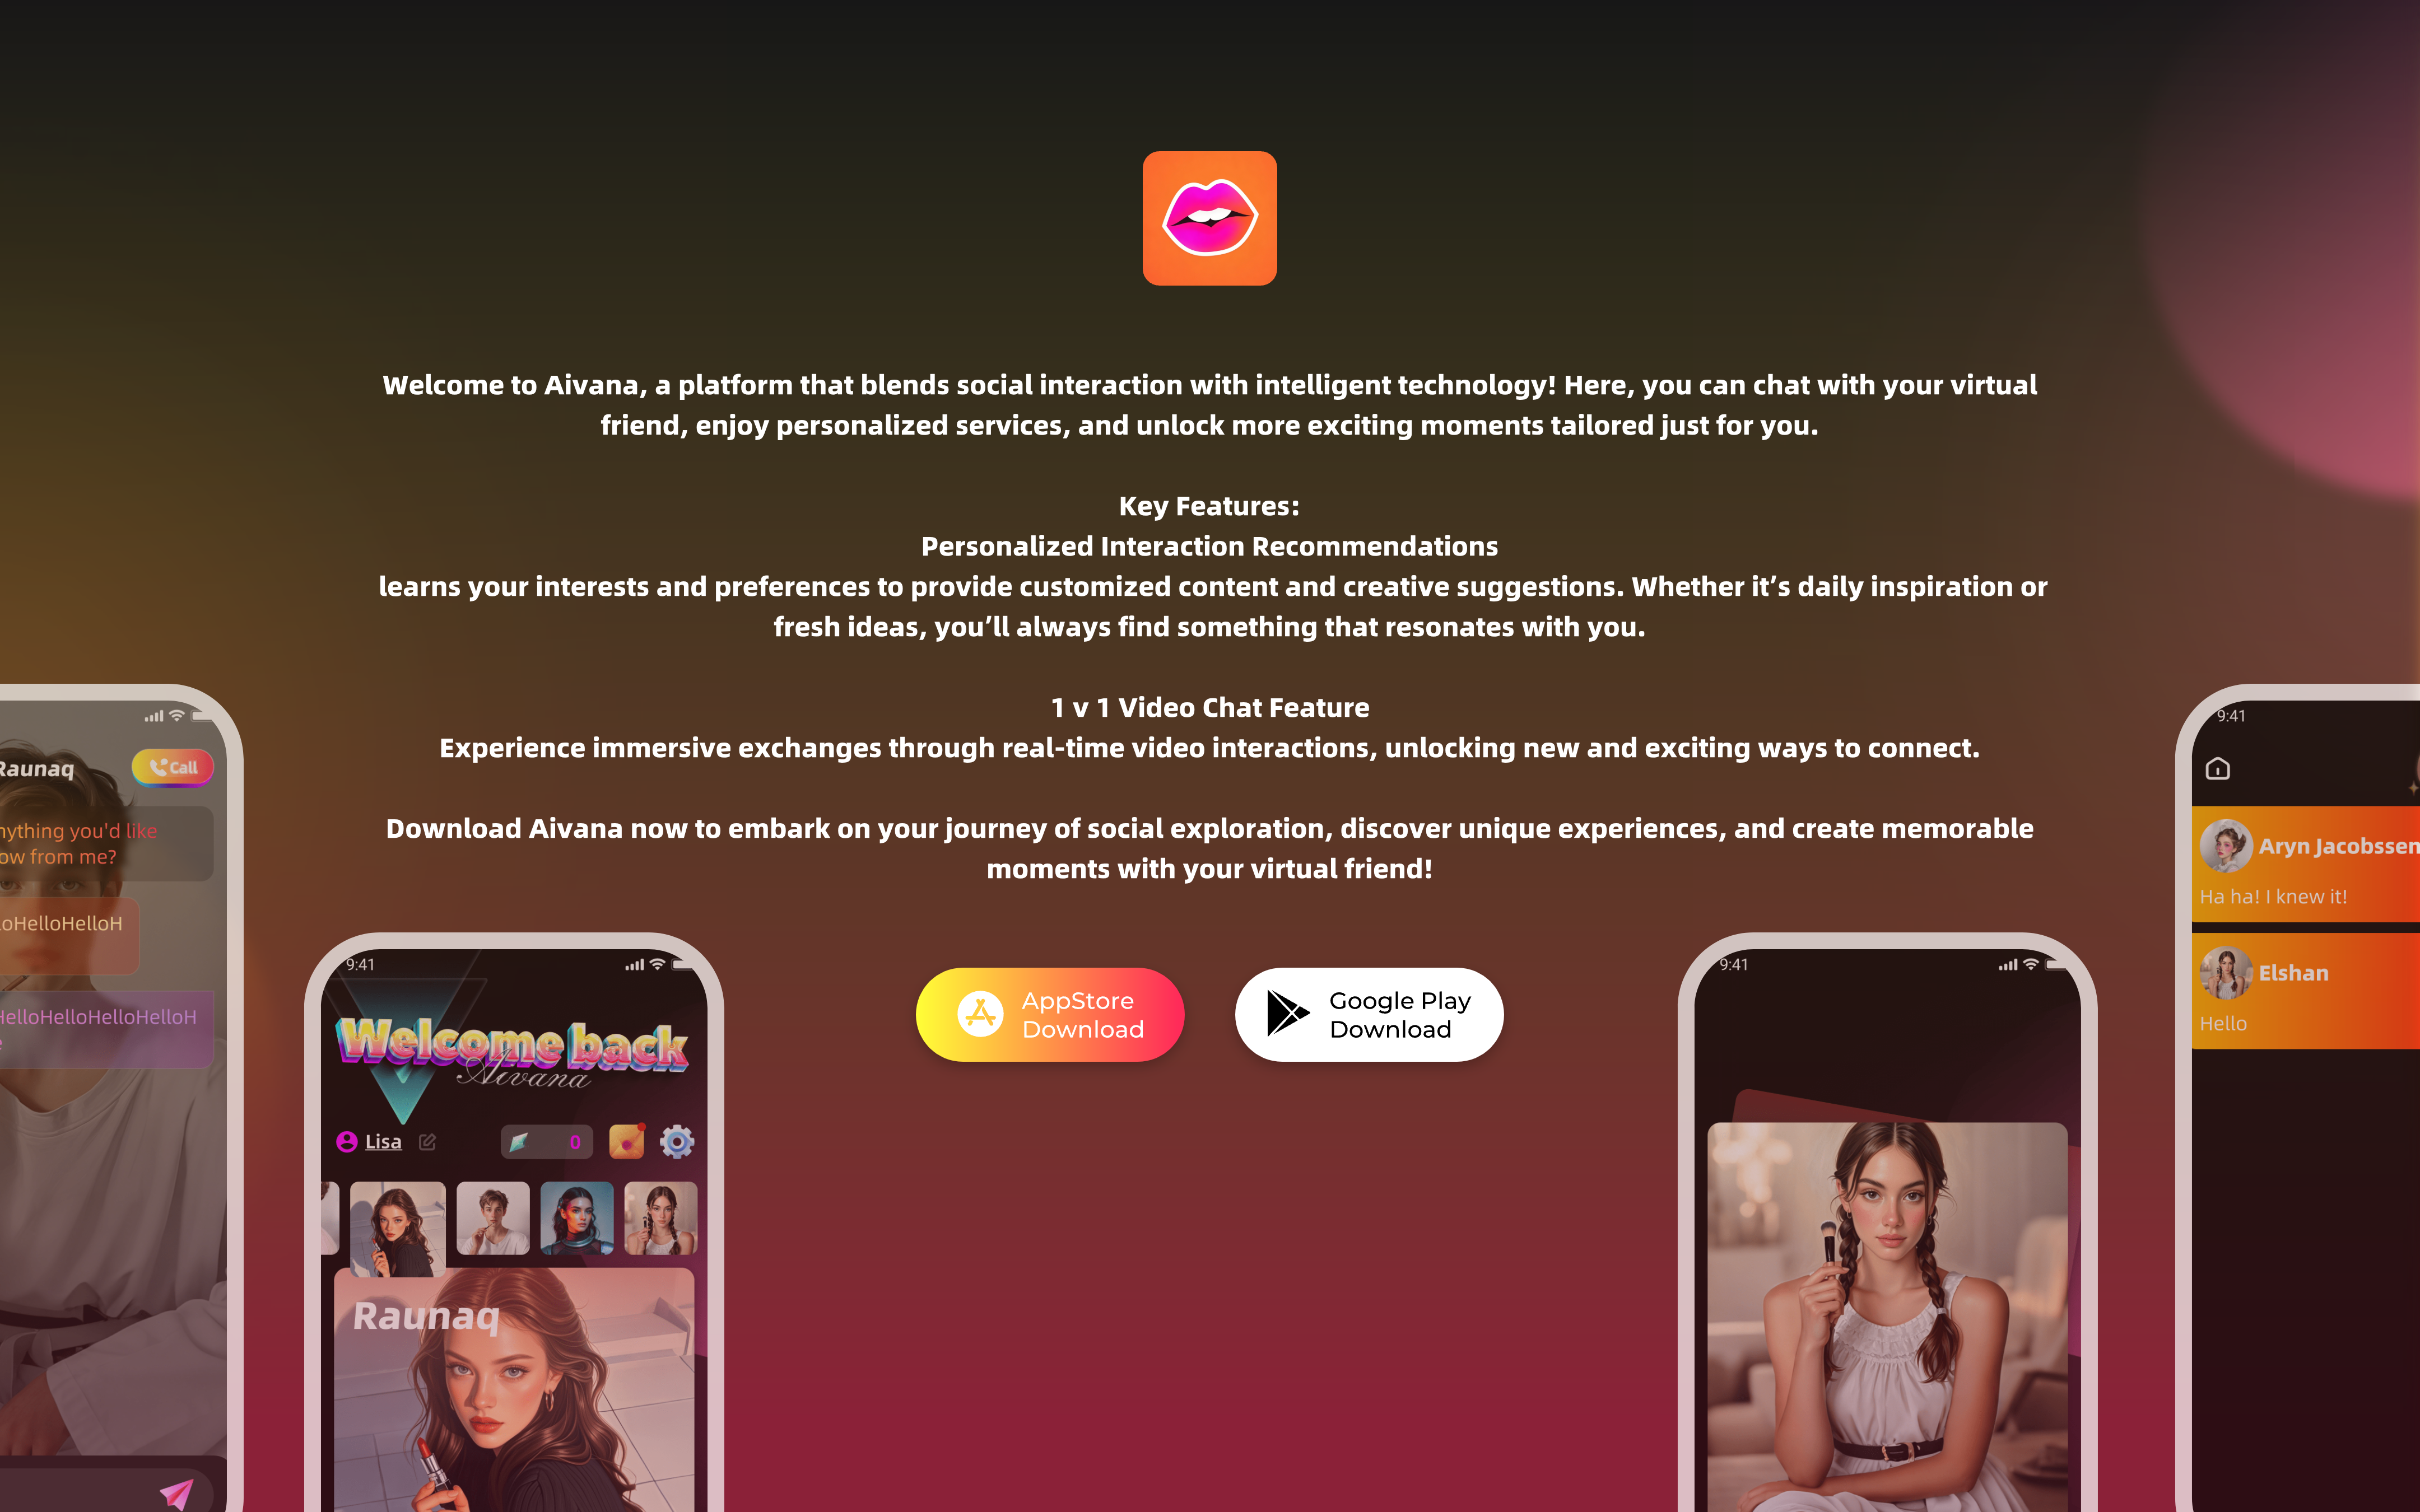 Welcome to Aivana, a platform that blends social interaction with intelligent technology! Here, you can chat with your virtual
friend, enjoy personalized services, and unlock more exciting moments tailored just for you.
Key Features:
Personalized Interaction Recommendations
learns your interests and preferences to provide customized content and creative suggestions. Whether it’s daily inspiration or
fresh ideas, you’ll always find something that resonates with you.
1 v 1 Video Chat Feature
Experience immersive exchanges through real-time video interactions, unlocking new and exciting ways to connect.
Download Aivana now to embark on your journey of social exploration, discover unique experiences, and create memorable
moments with your virtual friend!
AppStore
Download
Google Play
Download
Raunaq
Call
you'd like
from me?
HelloHelloH
HelloHelloHelloHelloH
9:41
Welcome back
Aivana
Lisa
0
Raunaq
9:41
9:41
Aryn Jacobssen
Ha ha! I knew it!
Elshan
Hello